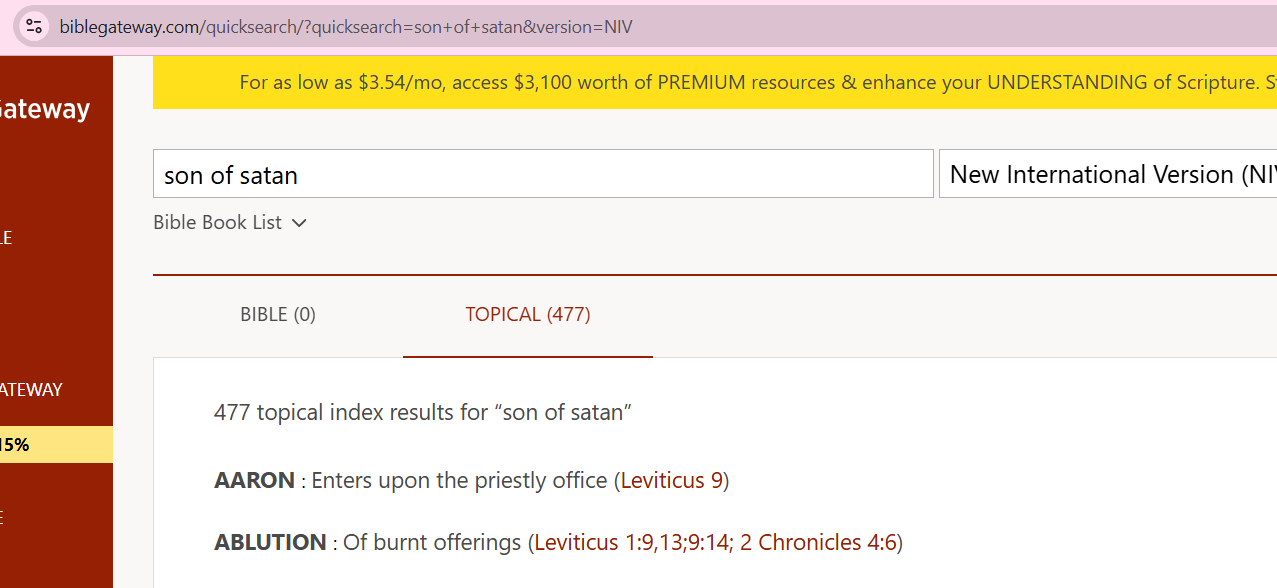 biblegateway.com/quicksearch/?quicksearch=son+of+satan&version=NIV
For as low as $3.54/mo, access $3,100 worth of PREMIUM resources & enhance your UNDERSTANDING of Scripture.
Gateway
son of satan
New International Version (NIV
Bible Book List
LE
BIBLE (0)
TOPICAL (477)
ATEWAY
477 topical index results for “son of satan”
15%
AARON : Enters upon the priestly office (Leviticus 9)
E
ABLUTION : Of burnt offerings (Leviticus 1:9,13;9:14; 2 Chronicles 4:6)